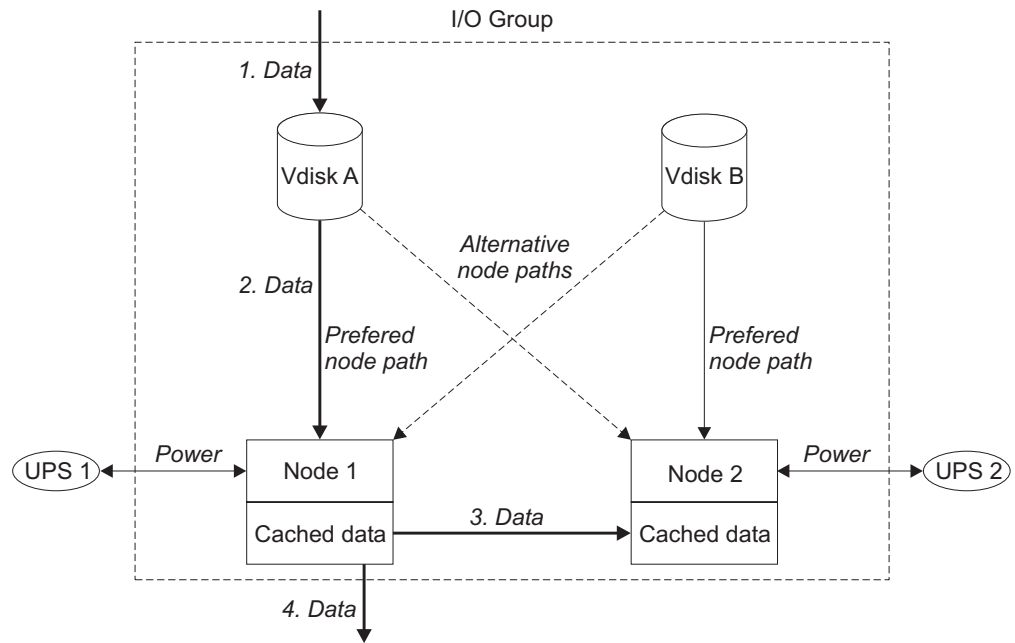 I/O Group
1. Data
Vdisk A
Vdisk B
Alternative
node paths
2. Data
Prefered
node path
Prefered
node path
UPS 1
Power
Node 1
Node 2
Power
UPS 2
Cached data
3. Data
Cached data
4. Data